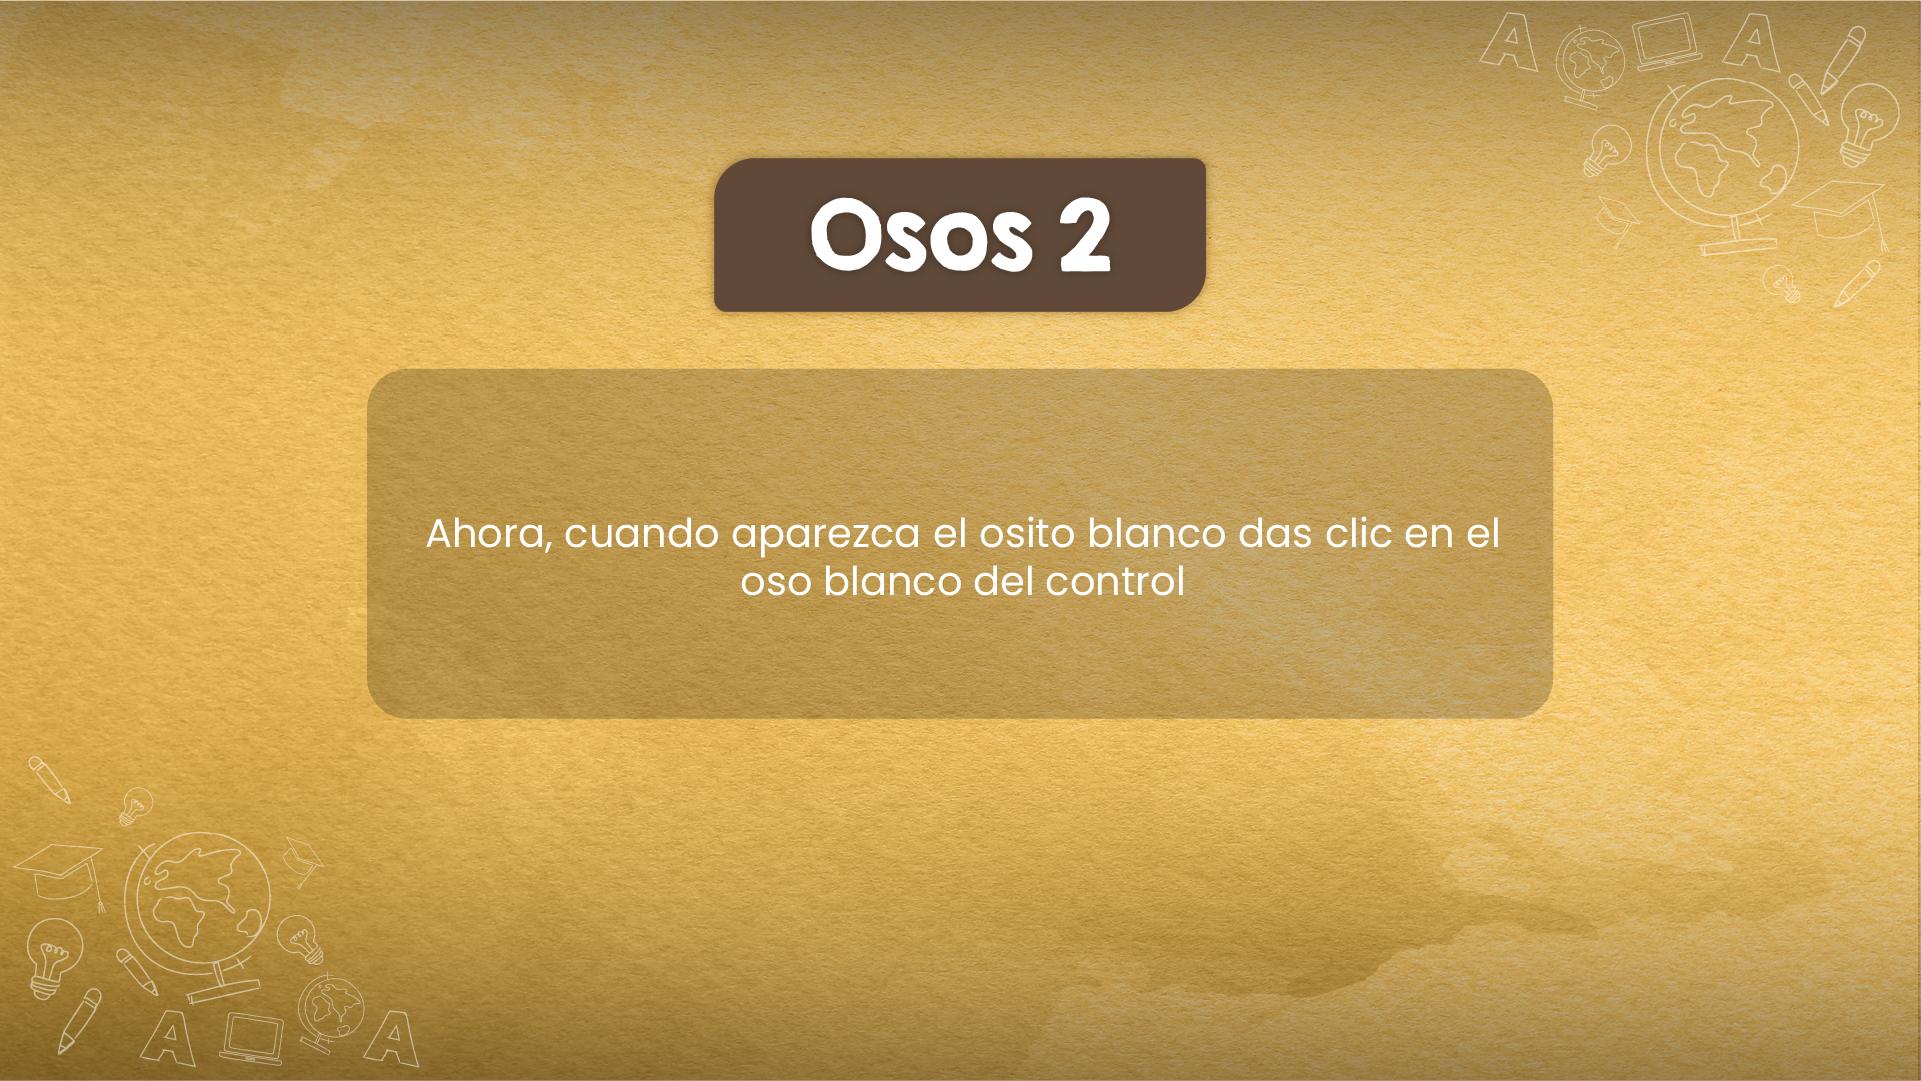 Osos 2
Ahora, cuando aparezca el osito blanco das clic en el
oso blanco del control